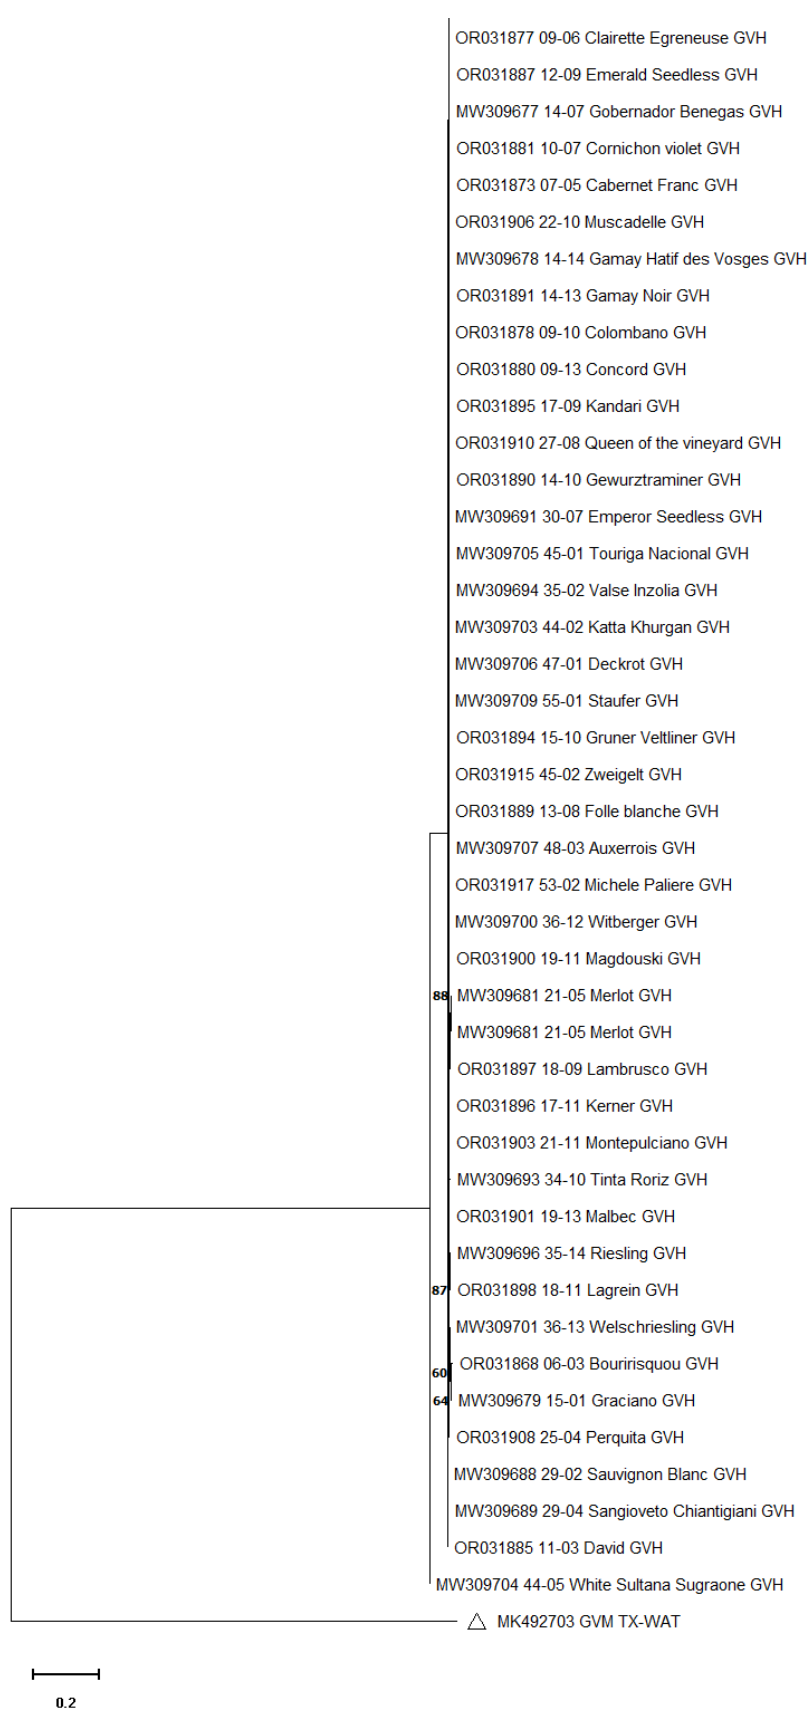 OR031877 09-06 Clairette Egreneuse GVH
OR031887 12-09 Emerald Seedless GVH
MW309677 14-07 Gobernador Benegas GVH
OR031881 10-07 Cornichon violet GVH
OR031873 07-05 Cabernet Franc GVH
OR031906 22-10 Muscadelle GVH
MW309678 14-14 Gamay Hatif des Vosges GVH
OR031891 14-13 Gamay Noir GVH
OR031878 09-10 Colombano GVH
OR031880 09-13 Concord GVH
OR031895 17-09 Kandari GVH
OR031910 27-08 Queen of the vineyard GVH
OR031890 14-10 Gewurztraminer GVH
MW309691 30-07 Emperor Seedless GVH
MW309705 45-01 Touriga Nacional GVH
MW309694 35-02 Valse Inzolia GVH
MW309703 44-02 Katta Khurgan GVH
MW309706 47-01 Deckrot GVH
MW309709 55-01 Staufer GVH
OR031894 15-10 Gruner Veltliner GVH
OR031915 45-02 Zweigelt GVH
OR031889 13-08 Folle blanche GVH
MW309707 48-03 Auxerrois GVH
OR031917 53-02 Michele Paliere GVH
MW309700 36-12 Witberger GVH
OR031900 19-11 Magdouski GVH
88 MW309681 21-05 Merlot GVH
MW309681 21-05 Merlot GVH
OR031897 18-09 Lambrusco GVH
OR031896 17-11 Kerner GVH
OR031903 21-11 Montepulciano GVH
MW309693 34-10 Tinta Roriz GVH
OR031901 19-13 Malbec GVH
MW309696 35-14 Riesling GVH
87 OR031898 18-11 Lagrein GVH
MW309701 36-13 Welschriesling GVH
OR031868 06-03 Bouririsquou GVH
60
64 MW309679 15-01 Graciano GVH
OR031908 25-04 Perquita GVH
MW309688 29-02 Sauvignon Blanc GVH
MW309689 29-04 Sangioveto Chiantigiani GVH
OR031885 11-03 David GVH
MW309704 44-05 White Sultana Sugraone GVH
MK492703 GVM TX-WAT
0.2